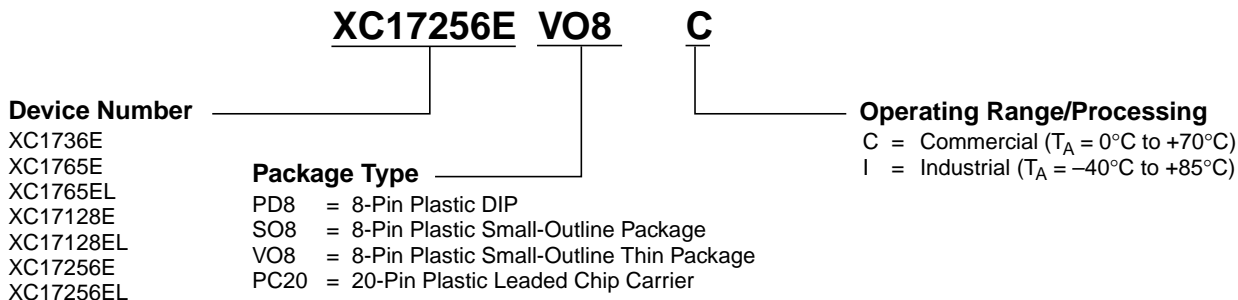 XC17256E VO8 C
Device Number
XC1736E
XC1765E
XC1765EL
XC17128E
XC17128EL
XC17256E
XC17256EL
Package Type
PD8 = 8-Pin Plastic DIP
SO8 = 8-Pin Plastic Small-Outline Package
VO8 = 8-Pin Plastic Small-Outline Thin Package
PC20 = 20-Pin Plastic Leaded Chip Carrier
Operating Range/Processing
C = Commercial (TA = 0°C to +70°C)
I = Industrial (TA = –40°C to +85°C)